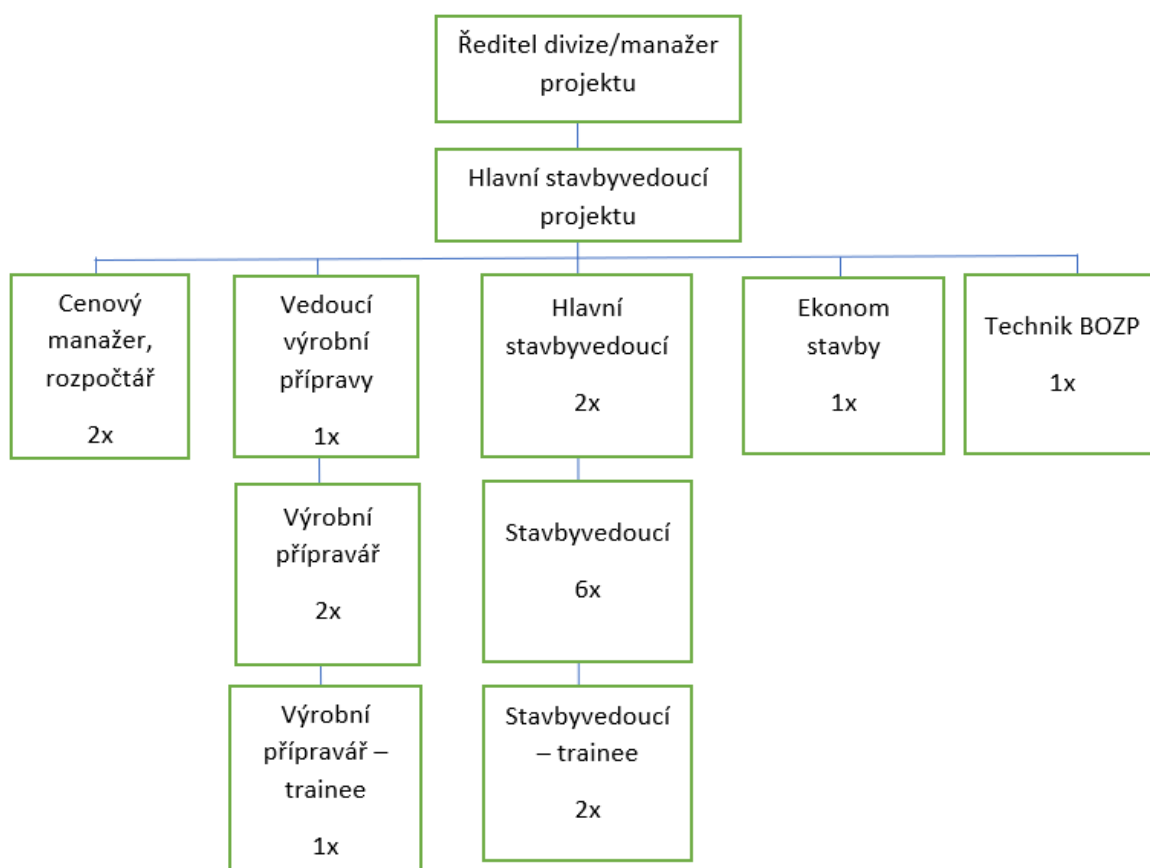 Ředitel divize/manažer
projektu
Hlavní stavbyvedoucí
projektu
Cenový
manažer,
rozpočtář
2x
Vedoucí
výrobní
přípravy
1x
Hlavní
stavbyvedoucí
2x
Ekonom
stavby
1x
Technik BOZP
1x
Výrobní
přípravář
2x
Stavbyvedoucí
6x
Výrobní
přípravář –
trainee
1x
Stavbyvedoucí
– trainee
2x